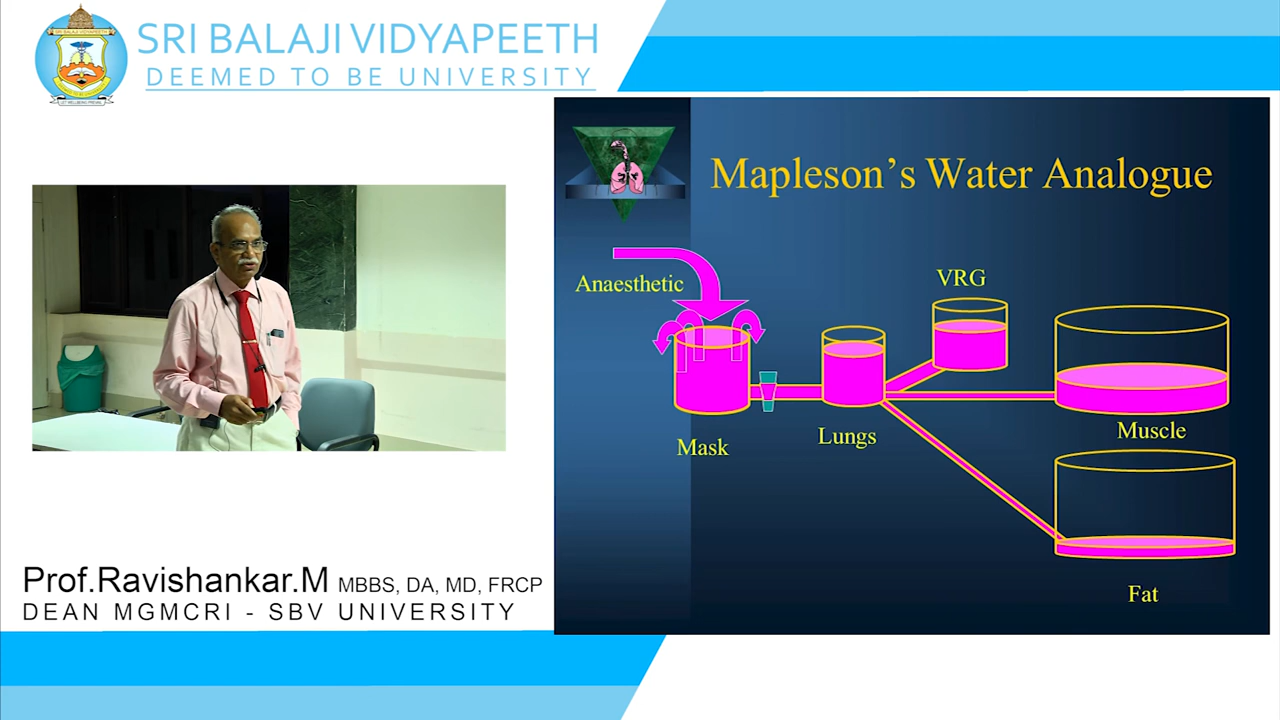 SRI BALAJI VIDYAPEETH
DEEMED TO BE UNIVERSITY
Mapleson's Water Analogue
Anaesthetic
VRG
Mask
Lungs
Muscle
Fat
Prof.Ravishankar.M MBBS, DA, MD, FRCP
DEAN MGMCRI - SBV UNIVERSITY